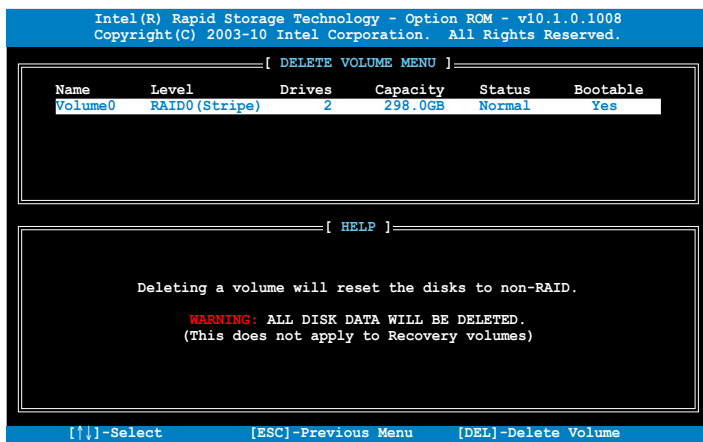 Intel(R) Rapid Storage Technology - Option ROM - v10.1.0.1008
Copyright(C) 2003-10 Intel Corporation. All Rights Reserved.
[ DELETE VOLUME MENU ]
Name Level Drives Capacity Status Bootable
Volume0 RAID0(Stripe) 2 298.0GB Normal Yes
[ HELP ]
Deleting a volume will reset the disks to non-RAID.
WARNING: ALL DISK DATA WILL BE DELETED.
(This does not apply to Recovery volumes)
[↑↓]-Select [ESC]-Previous Menu [DEL]-Delete Volume